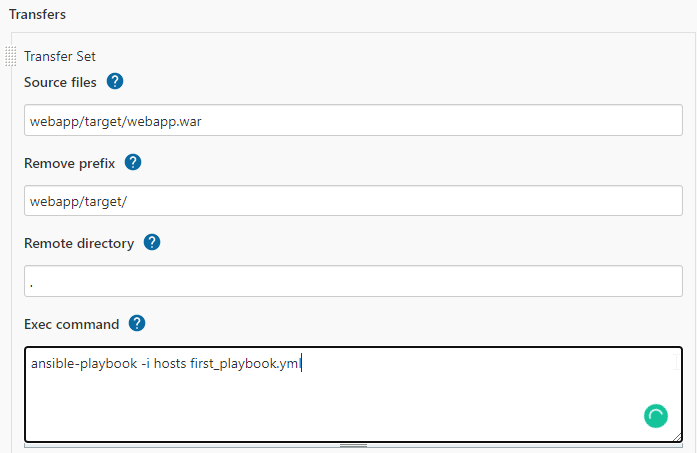 Transfers
Transfer Set
Source files ?
webapp/target/webapp.war
Remove prefix ?
webapp/target/
Remote directory ?
.
Exec command ?
ansible-playbook -i hosts first_playbook.yml